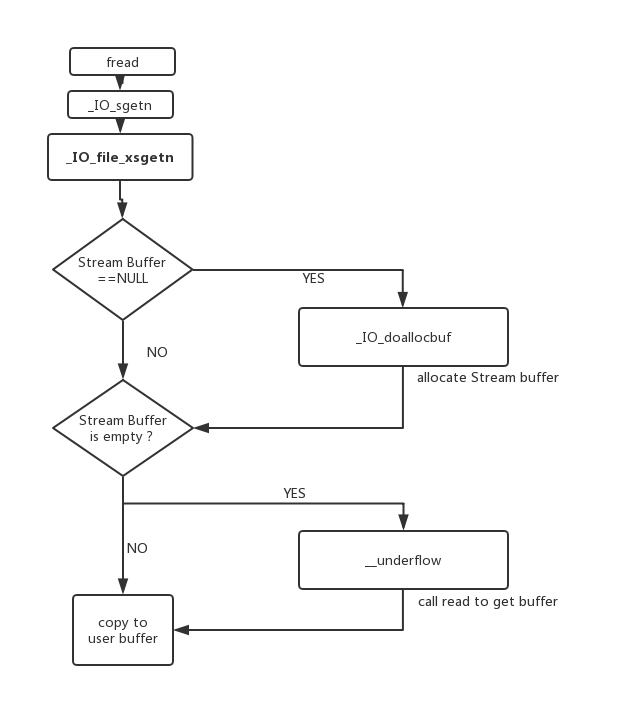 fread
_IO_sgetn
_IO_file_xsgetn
Stream Buffer
==NULL
YES
_IO_doallocbuf
NO
allocate Stream buffer
Stream Buffer
is empty ?
YES
NO
__underflow
call read to get buffer
copy to
user buffer